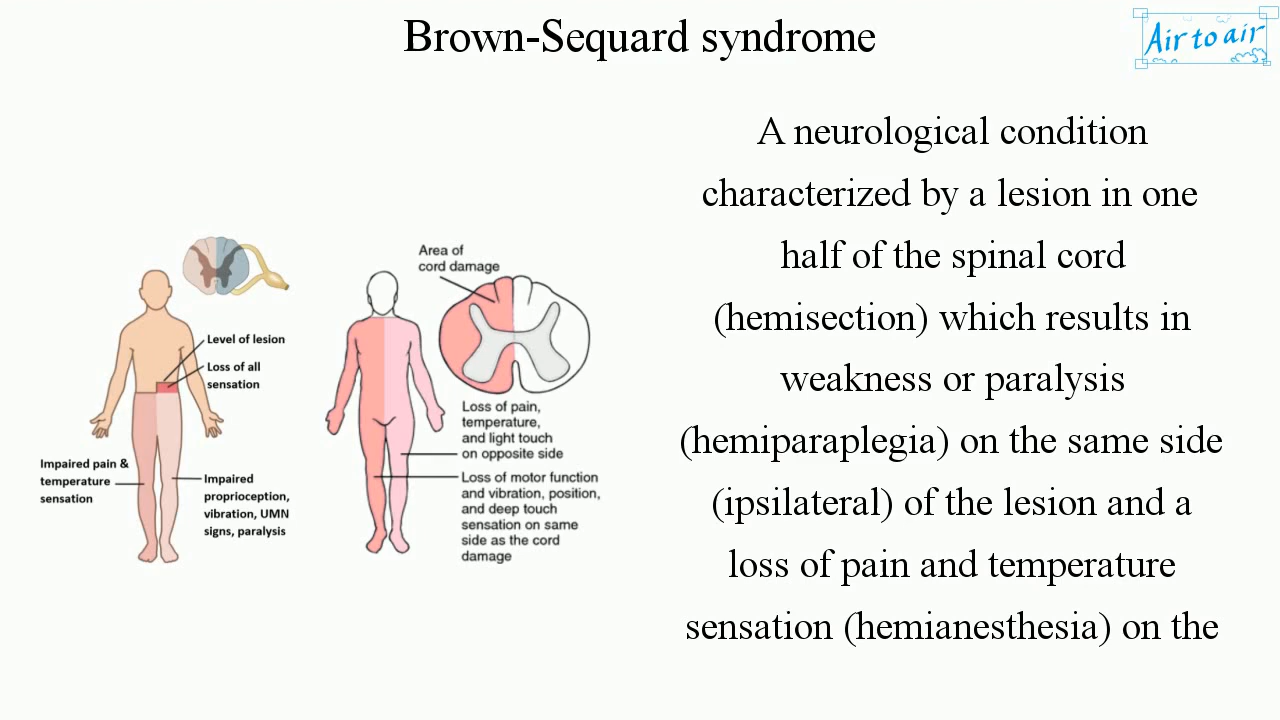 Brown-Sequard syndrome
Air to air
A neurological condition
characterized by a lesion in one
half of the spinal cord
(hemisection) which results in
weakness or paralysis
(hemiparaplegia) on the same side
(ipsilateral) of the lesion and a
loss of pain and temperature
sensation (hemianesthesia) on the
Level of lesion
Loss of all
sensation
Impaired pain &
temperature
sensation
Impaired
proprioception,
vibration, UMN
signs, paralysis
Area of
cord damage
Loss of pain,
temperature,
and light touch
on opposite side
Loss of motor function
and vibration, position,
and deep touch
sensation on same
side as the cord
damage